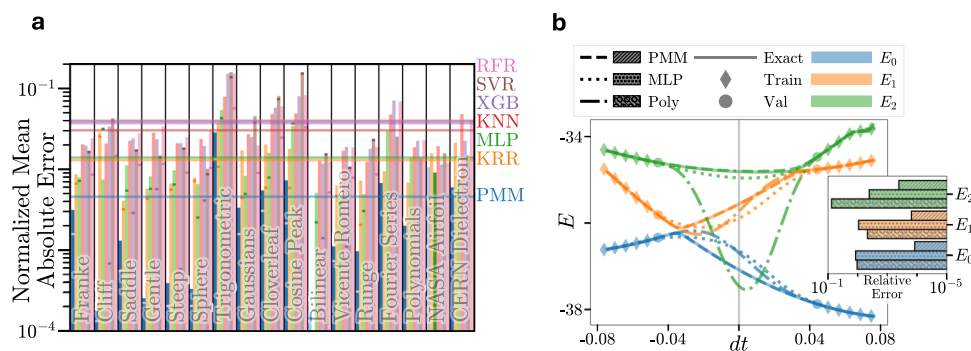 a
Normalized Mean
Absolute Error
10⁻¹
10⁻⁴
Franke
Cliff
Saddle
Gentle
Steep
Sphere
Trigonometric
Gaussians
Cloverleaf
Cosine Peak
Bilinear
Vicente Romero
Runge
Fourier Series
Polynomials
NASA Airfoil
CERN Dielectron
RFR
SVR
XGB
KNN
MLP
KRR
PMM
b
PMM
MLP
Poly
Exact
Train
Val
E₀
E₁
E₂
E
-34
-38
-0.08
-0.04
0.04
0.08
dt
E₂
E₁
E₀
10⁻¹
10⁻⁵
Relative
Error